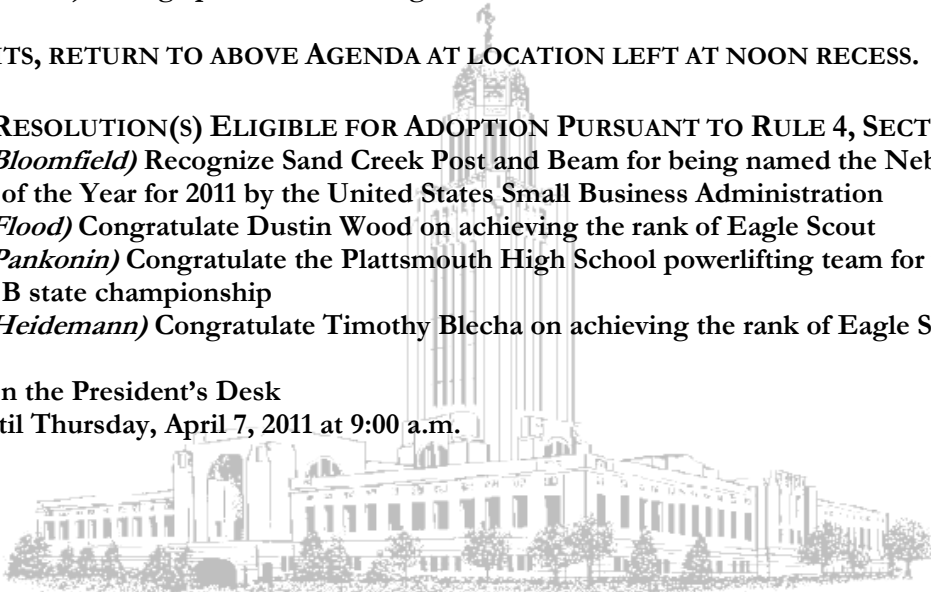 ITS, RETURN TO ABOVE AGENDA AT LOCATION LEFT AT NOON RECESS.
RESOLUTION(S) ELIGIBLE FOR ADOPTION PURSUANT TO RULE 4, SECT
Bloomfield) Recognize Sand Creek Post and Beam for being named the Neb
of the Year for 2011 by the United States Small Business Administration
Flood) Congratulate Dustin Wood on achieving the rank of Eagle Scout
Pankonin) Congratulate the Plattsmouth High School powerlifting team for
B state championship
Heidemann) Congratulate Timothy Blecha on achieving the rank of Eagle S
n the President's Desk
til Thursday, April 7, 2011 at 9:00 a.m.